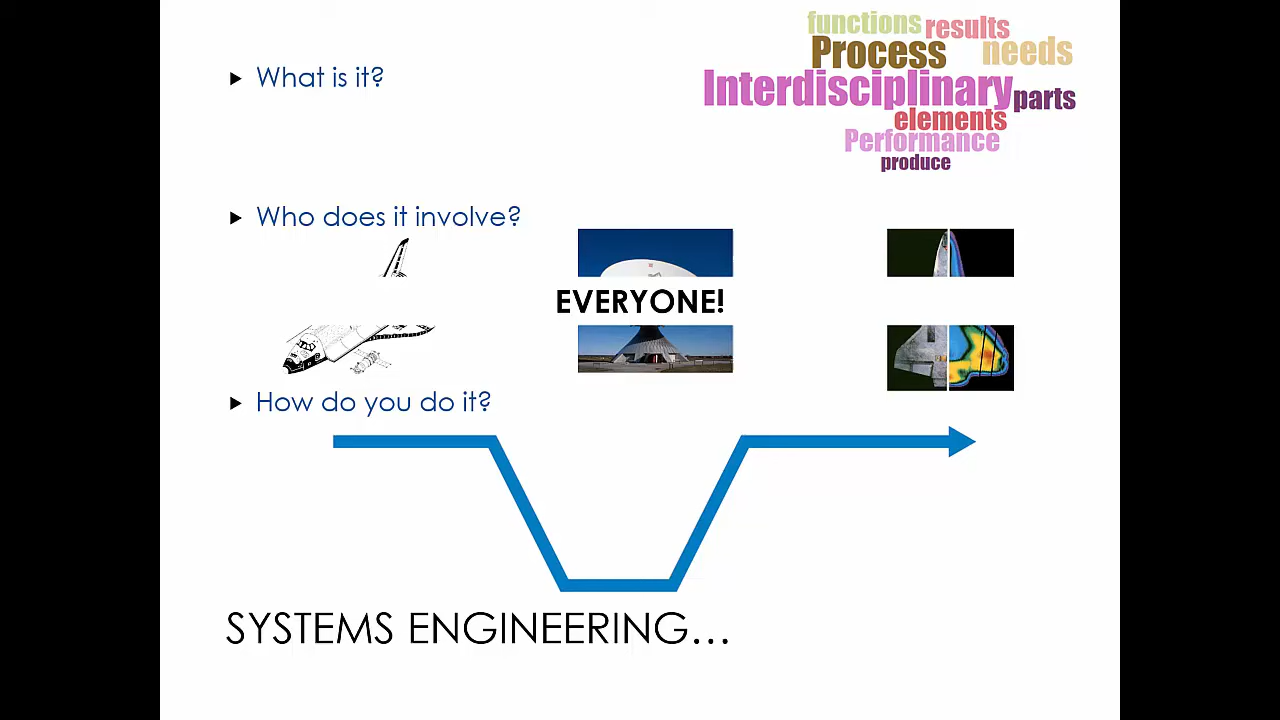 functions results
Process needs
Interdisciplinary parts
elements
Performance
produce
What is it?
Who does it involve?
EVERYONE!
How do you do it?
SYSTEMS ENGINEERING…